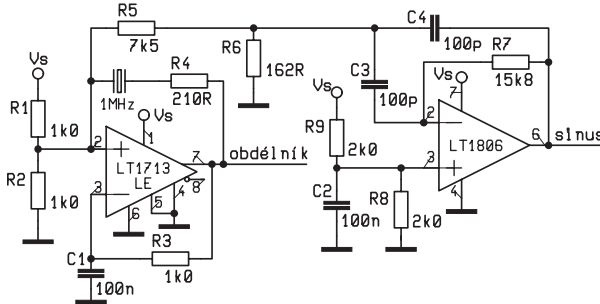 R5
7k5
C4
100p
R7
15k8
R6
162R
C3
100p
Vs
R1
1k0
1MHz
R4
210R
Vs
1
Vs
R9
2k0
Vs
7
2
LT1806
6
sinus
3
4
2
LT1713
LE
7
obdélník
8
3
4
5
6
R2
1k0
R3
1k0
C1
100n
C2
100n
R8
2k0